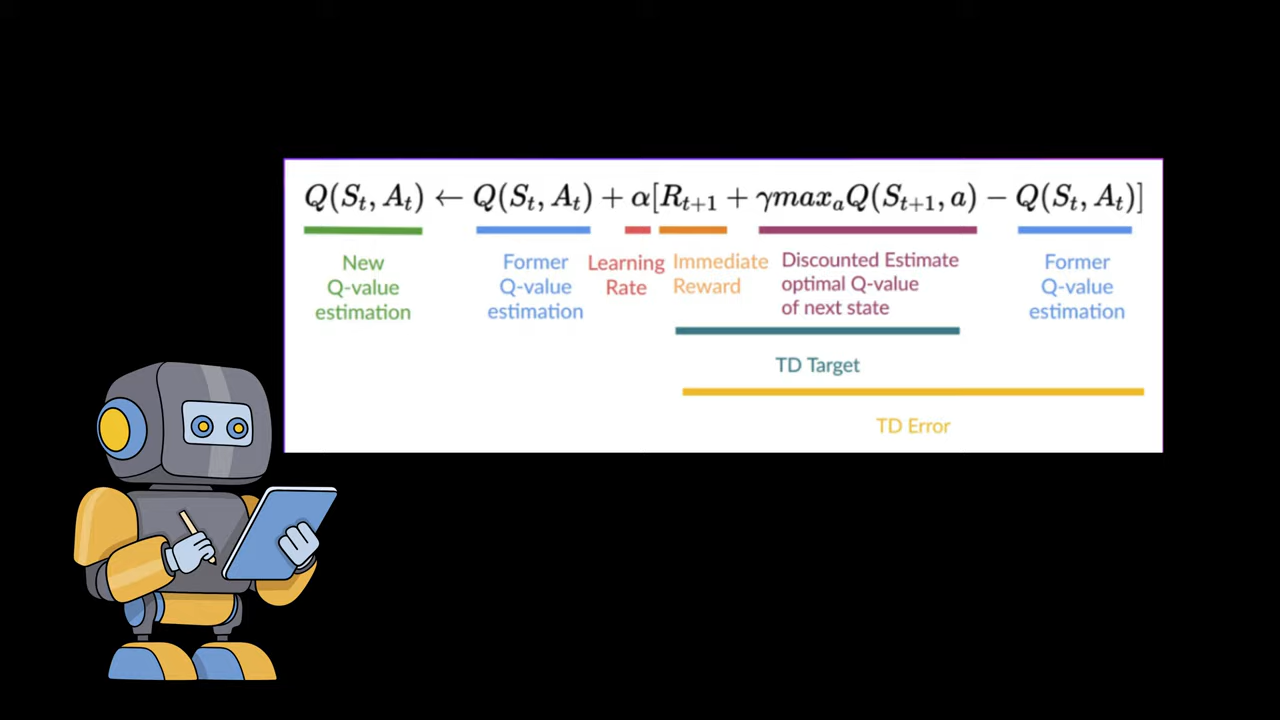 Q(S_t, A_t) ← Q(S_t, A_t) + α[R_{t+1} + γmax_aQ(S_{t+1}, a) − Q(S_t, A_t)]
New
Q-value
estimation
Former
Q-value
estimation
Learning
Rate
Immediate
Reward
Discounted Estimate
optimal Q-value
of next state
Former
Q-value
estimation
TD Target
TD Error